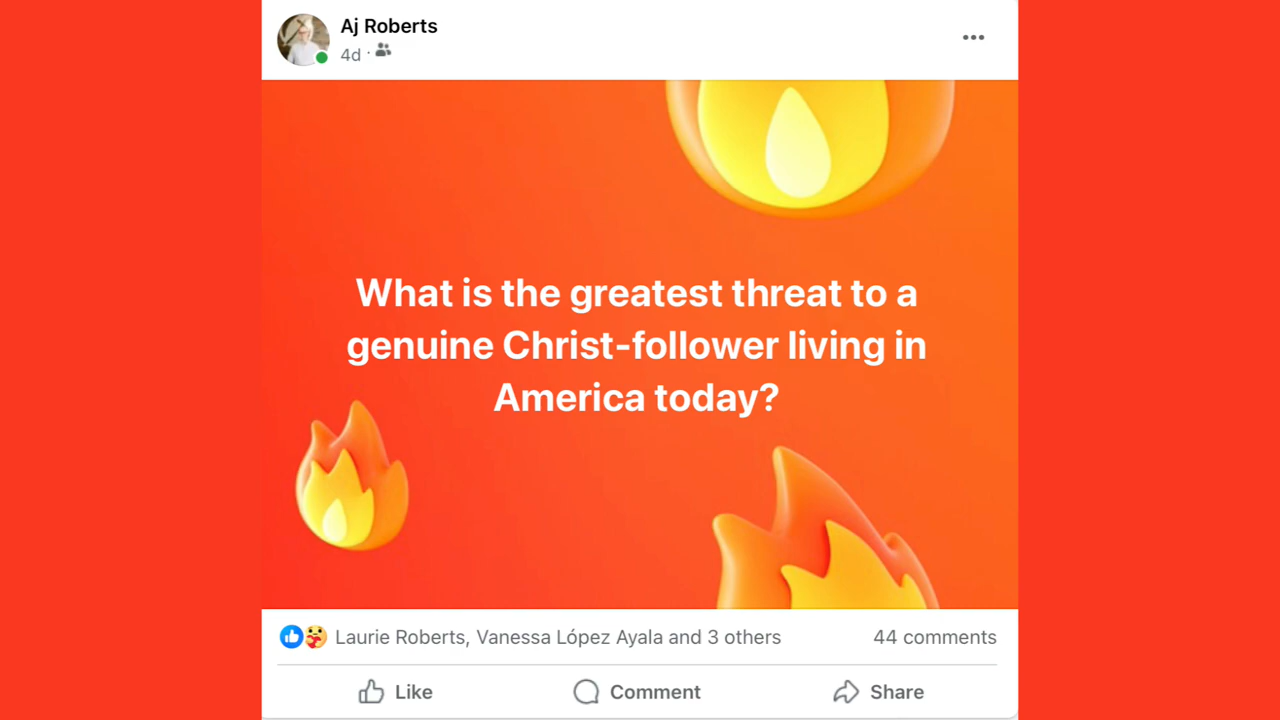 Aj Roberts
4d ·
What is the greatest threat to a
genuine Christ-follower living in
America today?
Laurie Roberts, Vanessa López Ayala and 3 others 44 comments
Like Comment Share